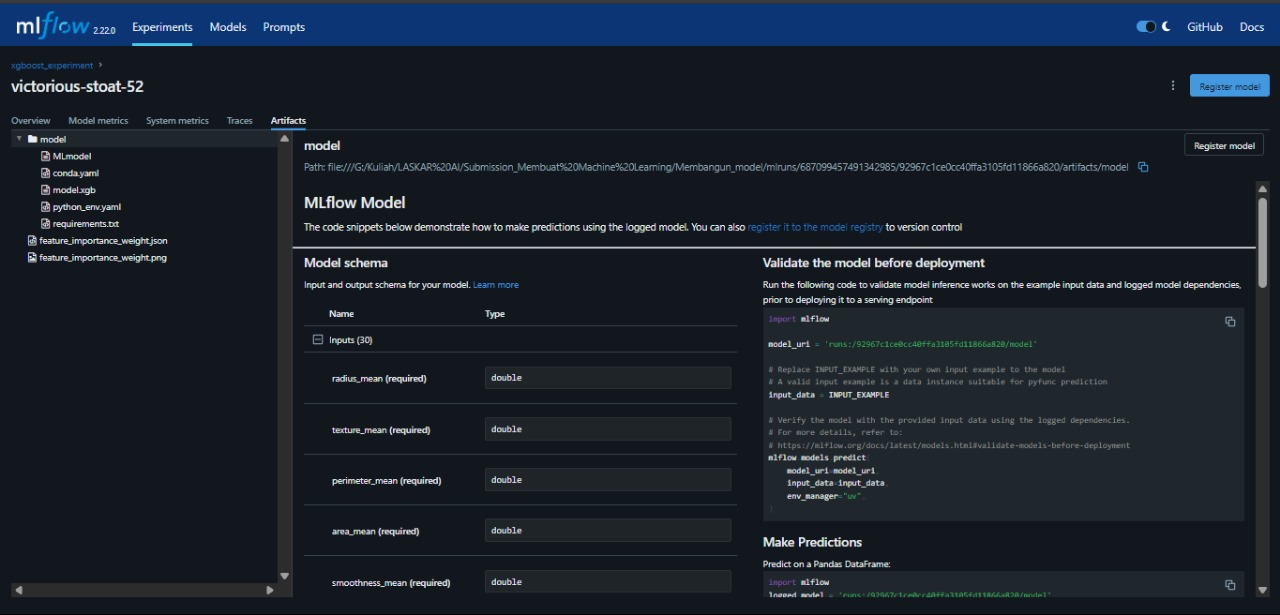 mlflow 2.22.0 Experiments Models Prompts GitHub Docs
xgboost_experiment >
victorious-stoat-52
Register model
Overview Model metrics System metrics Traces Artifacts
model
MLmodel
conda.yaml
model.xgb
python_env.yaml
requirements.txt
feature_importance_weight.json
feature_importance_weight.png
model
Register model
Path: file:///G:/Kuliah/LASKAR%20AI/Submission_Membuat%20Machine%20Learning/Membangun_model/mlruns/687099457491342985/92967c1ce0cc40ffa3105fd11866a820/artifacts/model
MLflow Model
The code snippets below demonstrate how to make predictions using the logged model. You can also register it to the model registry to version control
Model schema
Input and output schema for your model. Learn more
Name Type
Inputs (30)
radius_mean (required) double
texture_mean (required) double
perimeter_mean (required) double
area_mean (required) double
smoothness_mean (required) double
Validate the model before deployment
Run the following code to validate model inference works on the example input data and logged model dependencies,
prior to deploying it to a serving endpoint
import mlflow
model_uri = 'runs:/92967c1ce0cc40ffa3105fd11866a820/model'
# Replace INPUT_EXAMPLE with your own input example to the model
# A valid input example is a data instance suitable for pyfunc prediction
input_data = INPUT_EXAMPLE
# Verify the model with the provided input data using the logged dependencies.
# For more details, refer to:
# https://mlflow.org/docs/latest/models.html#validate-models-before-deployment
mlflow.models.predict(
model_uri=model_uri,
input_data=input_data,
env_manager="uv",
)
Make Predictions
Predict on a Pandas DataFrame:
import mlflow
logged_model = 'runs:/92967c1ce0cc40ffa3105fd11866a820/model'